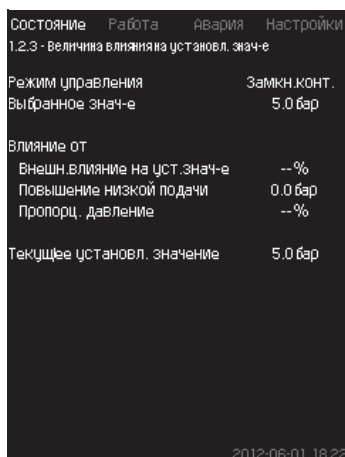 Состояние Работа Авария Настройки
1.2.3 - Величина влияния на установл. знач-е
Режим управления Замкн.конт.
Выбранное знач-е 5.0 бар
Влияние от
Внешн.влияние на уст.знач-е --%
Повышение низкой подачи 0.0 бар
Пропорц. давление --%
Текущее установл. значение 5.0 бар
2012-06-01 18:22